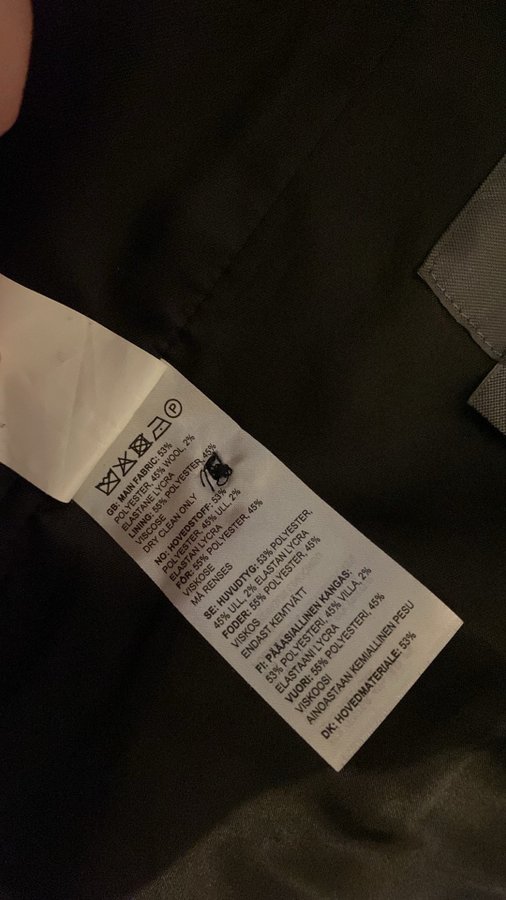 P
GB: MAIN FABRIC: 53%
POLYESTER, 45% WOOL, 2%
ELASTANE LYCRA
LINING: 55% POLYESTER, 45%
VISCOSE
DRY CLEAN ONLY
NO: HOVEDSTOFF: 53%
POLYESTER, 45% ULL, 2%
ELASTAN LYCRA
FÔR: 55% POLYESTER, 45%
VISKOSE
MÅ RENSES
SE: HUVUDTYG: 53% POLYESTER,
45% ULL, 2% ELASTAN LYCRA
FODER: 55% POLYESTER, 45%
VISKOS
ENDAST KEMTVÄTT
FI: PÄÄASIALLINEN KANGAS:
53% POLYESTERI, 45% VILLA, 2%
ELASTAANI LYCRA
VUORI: 55% POLYESTERI, 45%
VISKOOSI
AINOASTAAN KEMIALLINEN PESU
DK: HOVEDMATERIALE: 53%